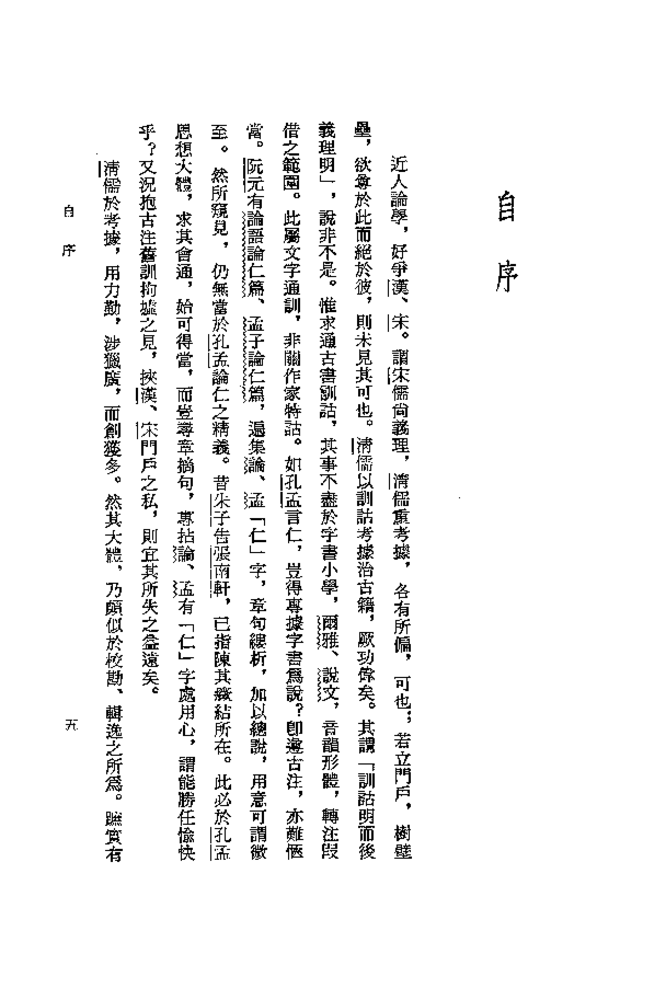 自序
近人論學，好爭漢、宋。謂宋儒尚義理，清儒重考據，各有所偏，可也；若立門戶，樹壁
壘，欲尊於此而絕於彼，則未見其可也。清儒以訓詁考據治古籍，厥功偉矣。其謂「訓詁明而後
義理明」，說非不是。惟求通古書訓詁，其事不盡於字書小學，爾雅、說文，音韻形體，轉注叚
借之範圍。此屬文字通訓，非關作家特詁。如孔孟言仁，豈得專據字書為說？即遵古注，亦難愜
當。阮元有論語論仁篇、孟子論仁篇，遍集論、孟「仁」字，章句縷析，加以總說，用意可謂微
至。然所窺見，仍無當於孔孟論仁之精義。昔朱子告張南軒，已指陳其癥結所在。此必於孔孟
思想大體，求其會通，始可得當，而豈尋章摘句，專拈論、孟有「仁」字處用心，謂能勝任愉快
乎？又況抱古注舊訓拘墟之見，挾漢、宋門戶之私，則宜其所失之益遠矣。
清儒於考據，用力勤，涉獵廣，而創獲多。然其大體，乃頗似於校勘、輯逸之所為。蹠實有
自序
五